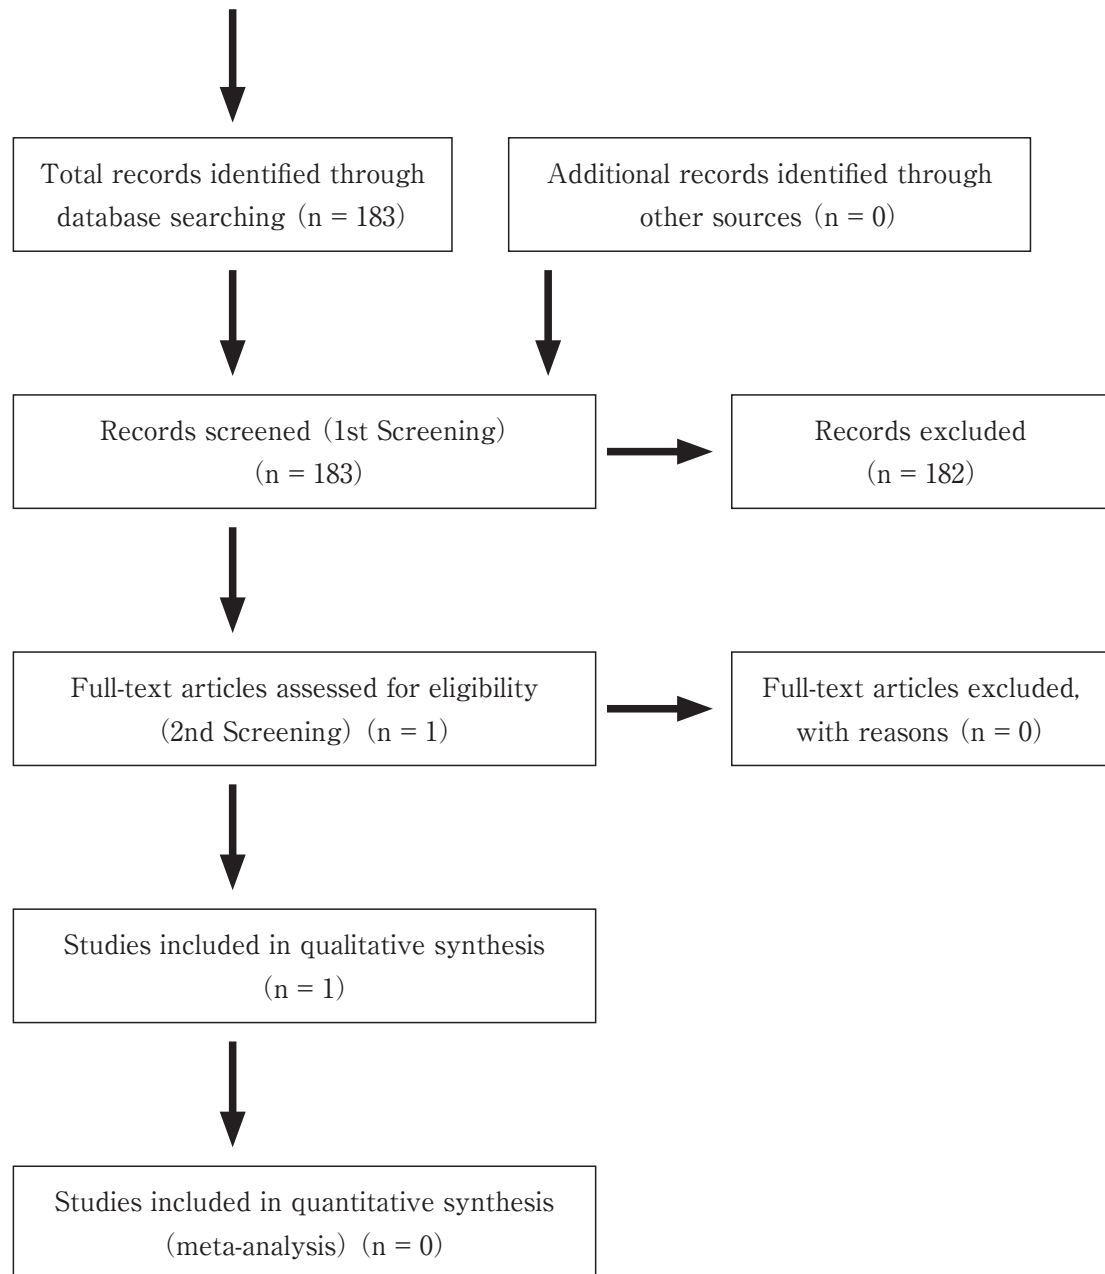 Total records identified through
database searching (n = 183)
Additional records identified through
other sources (n = 0)
Records screened (1st Screening)
(n = 183)
Records excluded
(n = 182)
Full-text articles assessed for eligibility
(2nd Screening) (n = 1)
Full-text articles excluded,
with reasons (n = 0)
Studies included in qualitative synthesis
(n = 1)
Studies included in quantitative synthesis
(meta-analysis) (n = 0)